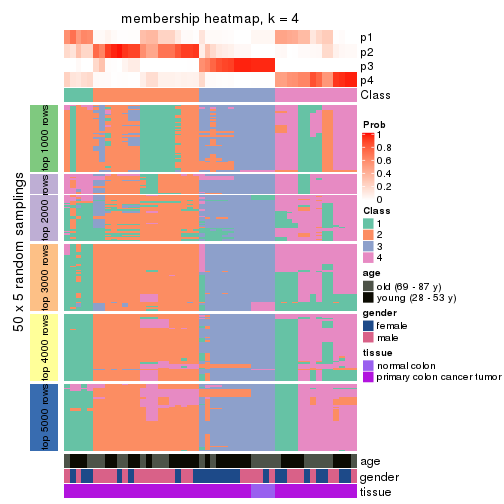 membership heatmap, k = 4
p1
p2
p3
p4
Class
50 x 5 random samplings
top 1000 rows
top 2000 rows
top 3000 rows
top 4000 rows
top 5000 rows
age
gender
tissue
Prob
1
0.8
0.6
0.4
0.2
0
Class
1
2
3
4
age
old (69 - 87 y)
young (28 - 53 y)
gender
female
male
tissue
normal colon
primary colon cancer tumor